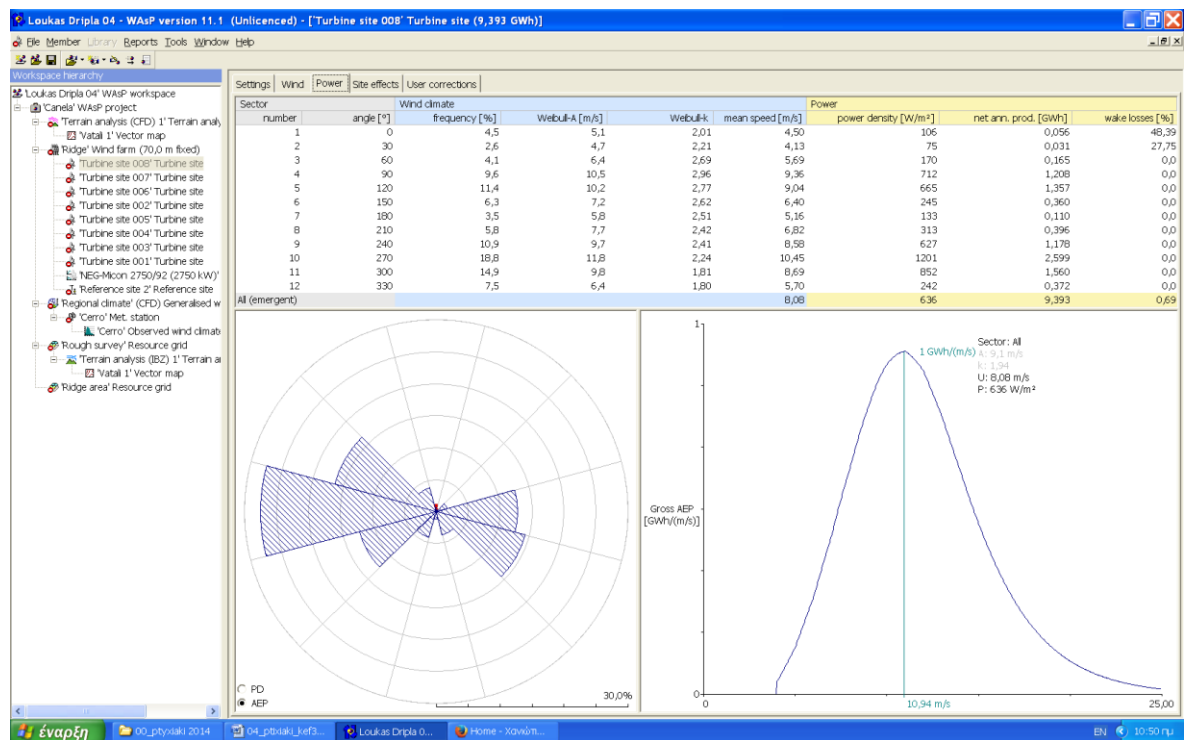 Loukas Dripla 04 - WAsP version 11.1 (Unlicenced) - ['Turbine site 008' Turbine site (9,393 GWh)]
File Member Library Reports Tools Window Help
Workspace hierarchy
'Loukas Dripla 04' WAsP workspace
'Canela' WAsP project
'Terrain analysis (CFD) 1' Terrain analy
'Vatali 1' Vector map
'Ridge' Wind farm (70,0 m fixed)
'Turbine site 008' Turbine site
'Turbine site 007' Turbine site
'Turbine site 006' Turbine site
'Turbine site 002' Turbine site
'Turbine site 005' Turbine site
'Turbine site 004' Turbine site
'Turbine site 003' Turbine site
'Turbine site 001' Turbine site
'NEG-Micon 2750/92 (2750 kW)'
'Reference site 2' Reference site
'Regional climate' (CFD) Generalised w
'Cerro' Met. station
'Cerro' Observed wind climate
'Rough survey' Resource grid
'Terrain analysis (IBZ) 1' Terrain a
'Vatali 1' Vector map
'Ridge area' Resource grid
Settings Wind Power Site effects User corrections
Sector Wind climate Power
number angle [°] frequency [%] Weibull-A [m/s] Weibull-k mean speed [m/s] power density [W/m²] net ann. prod. [GWh] wake losses [%]
1 0 4,5 5,1 2,01 4,50 106 0,056 48,39
2 30 2,6 4,7 2,21 4,13 75 0,031 27,75
3 60 4,1 6,4 2,69 5,69 170 0,165 0,0
4 90 9,6 10,5 2,96 9,36 712 1,208 0,0
5 120 11,4 10,2 2,77 9,04 665 1,357 0,0
6 150 6,3 7,2 2,62 6,40 245 0,360 0,0
7 180 3,5 5,8 2,51 5,16 133 0,110 0,0
8 210 5,8 7,7 2,42 6,82 313 0,396 0,0
9 240 10,9 9,7 2,41 8,58 627 1,178 0,0
10 270 18,8 11,8 2,24 10,45 1201 2,599 0,0
11 300 14,9 9,8 1,81 8,69 852 1,560 0,0
12 330 7,5 6,4 1,80 5,70 242 0,372 0,0
All (emergent) 8,08 636 9,393 0,69
PD
AEP
30,0%
1
1 GWh/(m/s)
Sector: All
A: 9,1 m/s
k: 1,94
U: 8,08 m/s
P: 636 W/m²
Gross AEP
[GWh/(m/s)]
0
0 10,94 m/s 25,00
έναρξη 00_ptyxiaki 2014 04_ptixiaki_kef3... Loukas Dripla 0... Home - Χανιώτ... EN 10:50 πμ